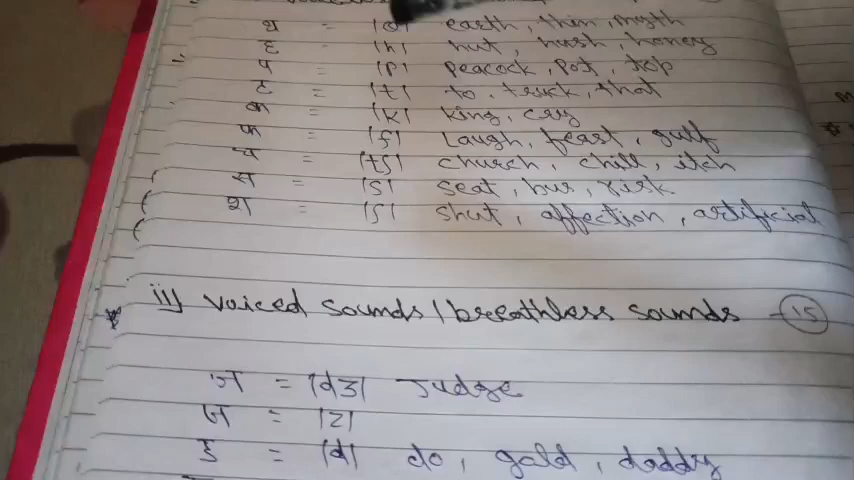 थ = |θ| earth, thin, myth
ह = |h| hut, hush, honey
प = |p| peacock, pot, top
ट = |t| to, truck, that
क = |k| king, cry
फ = |f| Laugh, feast, gulf
च = |tʃ| church, chill, itch
स = |s| seat, bus, risk
श = |ʃ| shut, affection, artificial
ii) Voiced sounds / breathless sounds - 15
ज = |dʒ| Judge
ज = |z|
ड = |d| do, gald, daddy